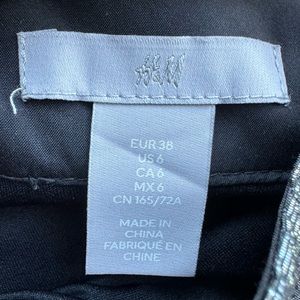 H&M
EUR 38
US 6
CA 6
MX 6
CN 165/72A
MADE IN
CHINA
FABRIQUÉ EN
CHINE